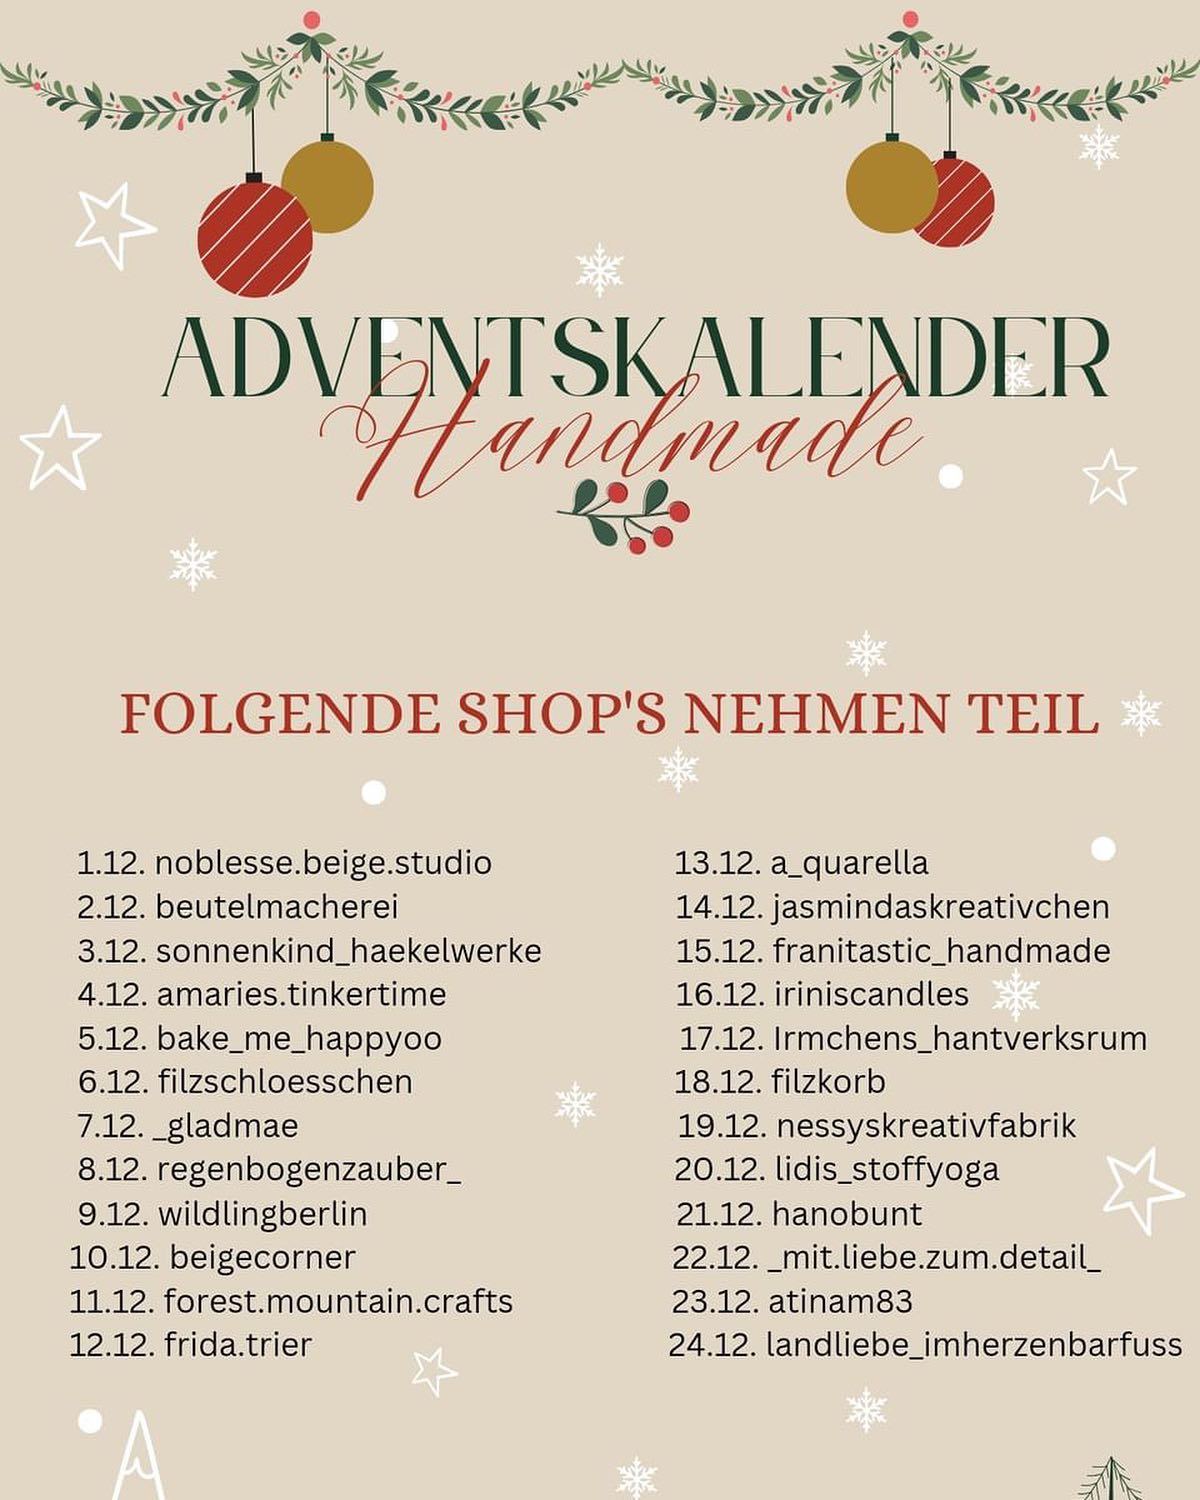 ADVENTSKALENDER
Handmade
FOLGENDE SHOP'S NEHMEN TEIL
1.12. noblesse.beige.studio
2.12. beutelmacherei
3.12. sonnenkind_haekelwerke
4.12. amaries.tinkertime
5.12. bake_me_happyoo
6.12. filzschloesschen
7.12. _gladmae
8.12. regenbogenzauber_
9.12. wildlingberlin
10.12. beigecorner
11.12. forest.mountain.crafts
12.12. frida.trier
13.12. a_quarella
14.12. jasmindaskreativchen
15.12. franitastic_handmade
16.12. iriniscandles
17.12. Irmchens_hantverksrum
18.12. filzkorb
19.12. nessyskreativfabrik
20.12. lidis_stoffyoga
21.12. hanobunt
22.12. _mit.liebe.zum.detail_
23.12. atinam83
24.12. landliebe_imherzenbarfuss